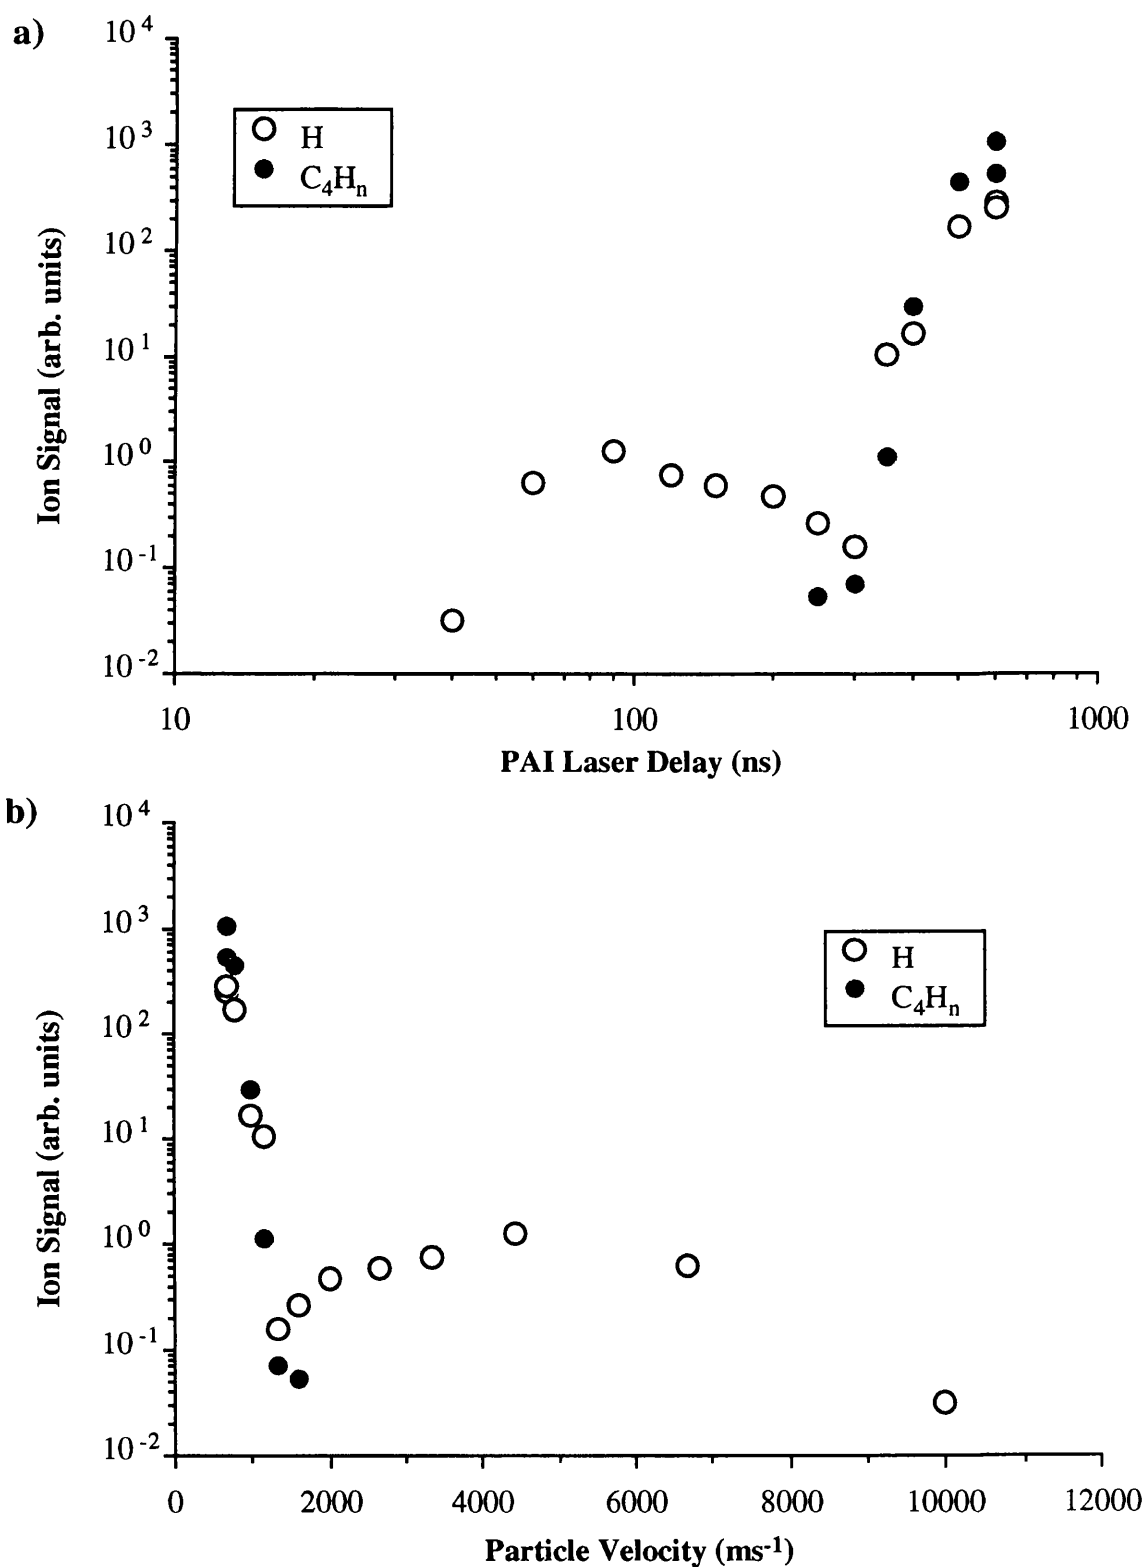 a)
10⁴
10³
10²
10¹
10⁰
10⁻¹
10⁻²
Ion Signal (arb. units)
H
C₄Hₙ
10
100
1000
PAI Laser Delay (ns)
b)
10⁴
10³
10²
10¹
10⁰
10⁻¹
10⁻²
Ion Signal (arb. units)
H
C₄Hₙ
0
2000
4000
6000
8000
10000
12000
Particle Velocity (ms⁻¹)